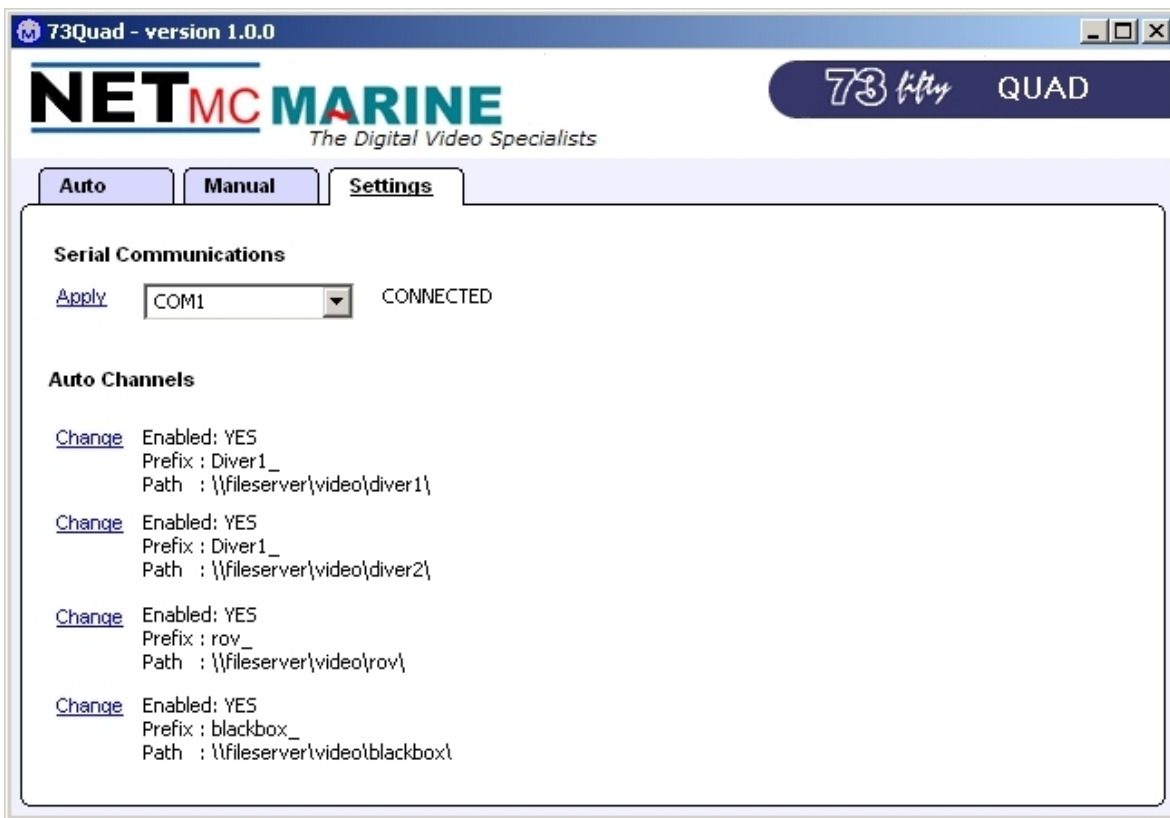 73Quad - version 1.0.0
NETMC MARINE
The Digital Video Specialists
73 fifty QUAD
Auto Manual Settings
Serial Communications
Apply COM1 CONNECTED
Auto Channels
Change Enabled: YES
Prefix : Diver1_
Path : \\fileserver\video\diver1\
Change Enabled: YES
Prefix : Diver1_
Path : \\fileserver\video\diver2\
Change Enabled: YES
Prefix : rov_
Path : \\fileserver\video\rov\
Change Enabled: YES
Prefix : blackbox_
Path : \\fileserver\video\blackbox\